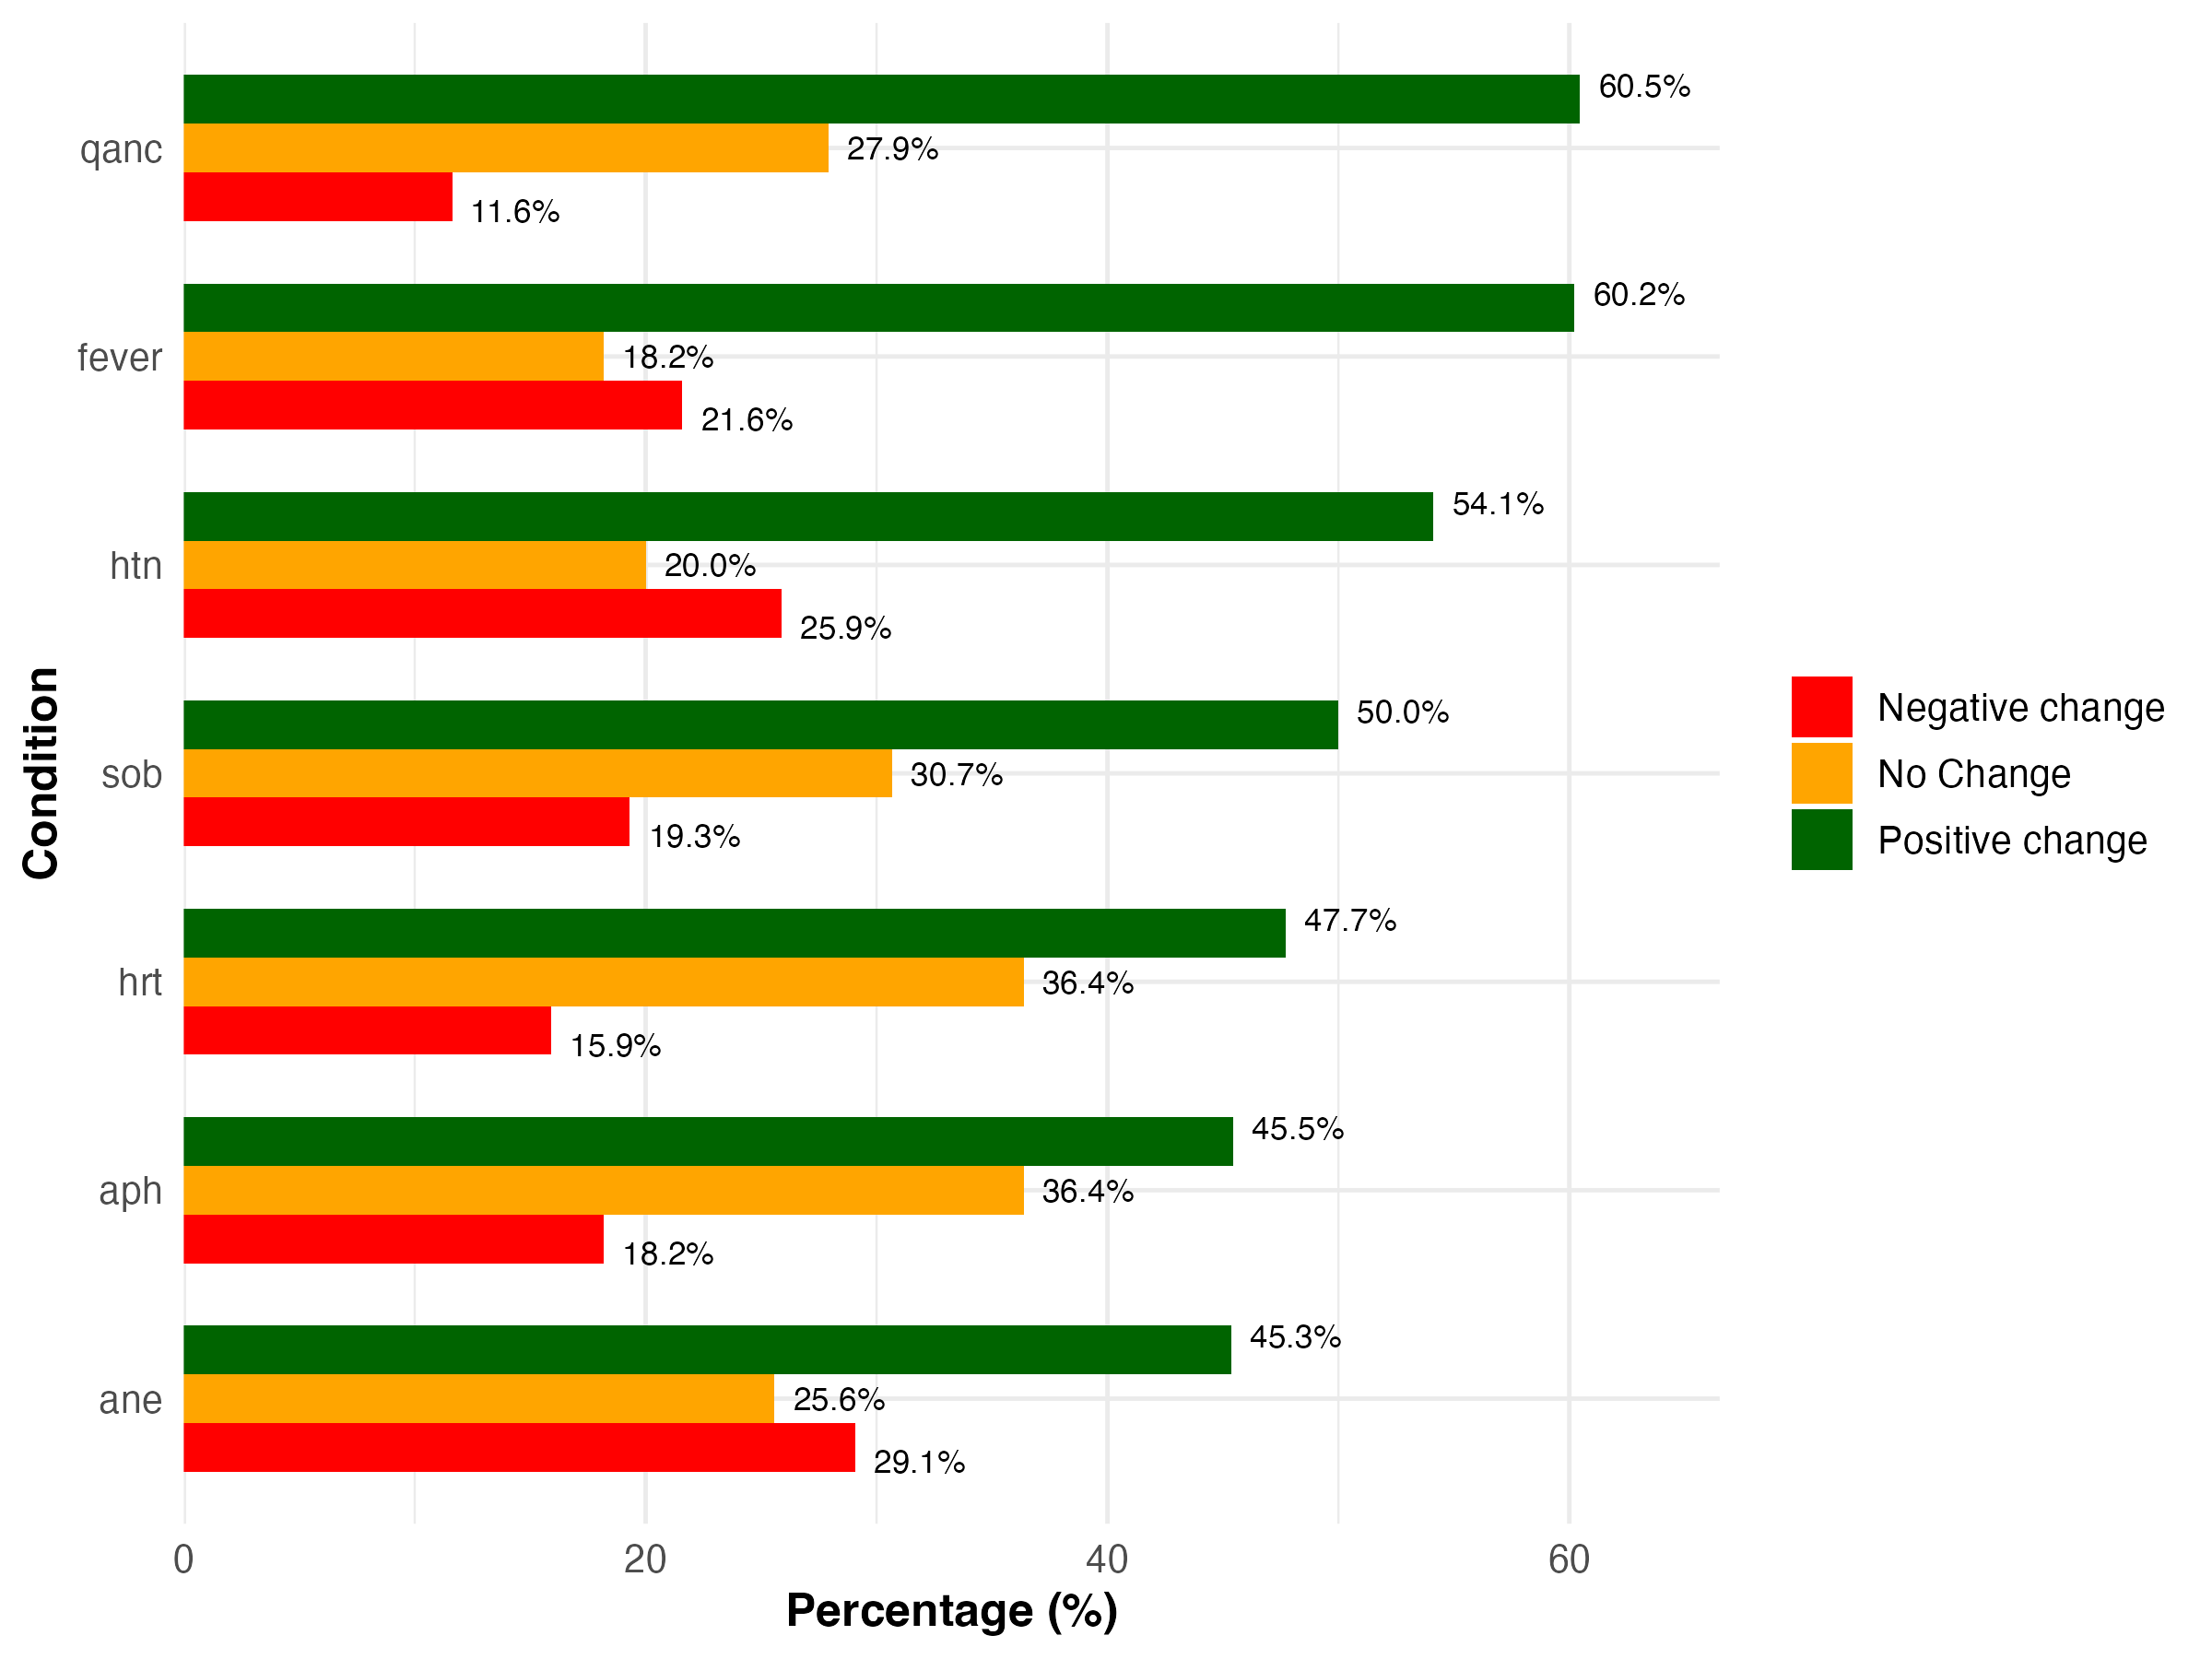 60.5%
qanc
27.9%
11.6%
60.2%
fever
18.2%
21.6%
54.1%
htn
20.0%
25.9%
50.0%
sob
30.7%
19.3%
47.7%
hrt
36.4%
15.9%
45.5%
aph
36.4%
18.2%
45.3%
ane
25.6%
29.1%
Condition
0 20 40 60
Percentage (%)
Negative change
No Change
Positive change